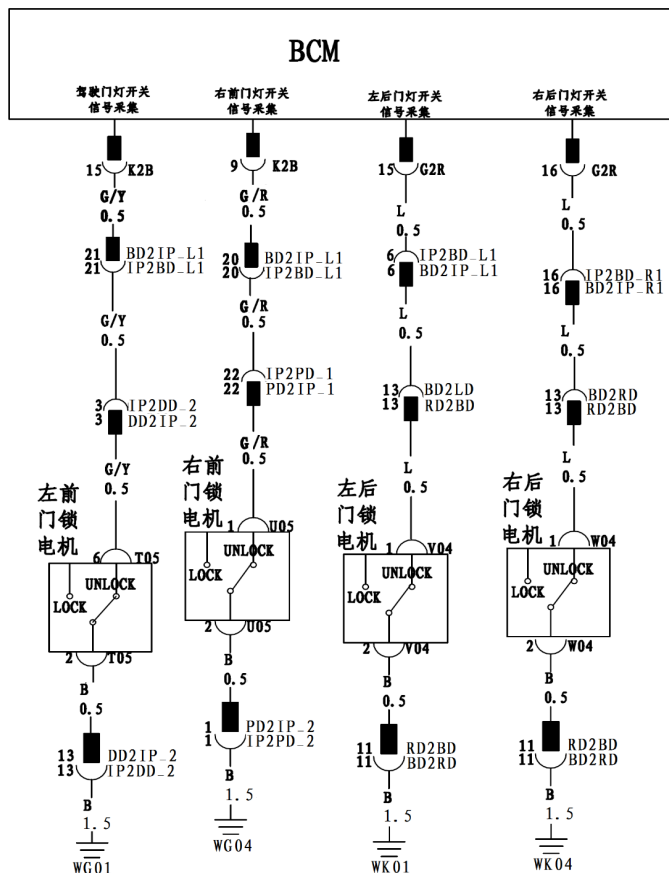 BCM
驾驶门灯开关
信号采集
右前门灯开关
信号采集
左后门灯开关
信号采集
右后门灯开关
信号采集
15 K2B
9 K2B
15 G2R
16 G2R
G/Y
0.5
G/R
0.5
L
0.5
L
0.5
21 BD2IP_L1
21 IP2BD_L1
20 BD2IP_L1
20 IP2BD_L1
6 IP2BD_L1
6 BD2IP_L1
16 IP2BD_R1
16 BD2IP_R1
G/Y
0.5
G/R
0.5
L
0.5
L
0.5
3 IP2DD_2
3 DD2IP_2
22 IP2PD_1
22 PD2IP_1
13 BD2LD
13 RD2BD
13 BD2RD
13 RD2BD
G/Y
0.5
G/R
0.5
L
0.5
L
0.5
左前
门锁
电机
右前
门锁
电机
左后
门锁
电机
右后
门锁
电机
6 T05
1 U05
1 V04
1 W04
UNLOCK
LOCK
UNLOCK
LOCK
UNLOCK
LOCK
UNLOCK
LOCK
2 T05
2 U05
2 V04
2 W04
B
0.5
B
0.5
B
0.5
B
0.5
13 DD2IP_2
13 IP2DD_2
1 PD2IP_2
1 IP2PD_2
11 RD2BD
11 BD2RD
11 RD2BD
11 BD2RD
B
1.5
B
1.5
B
1.5
B
1.5
WG01
WG04
WK01
WK04